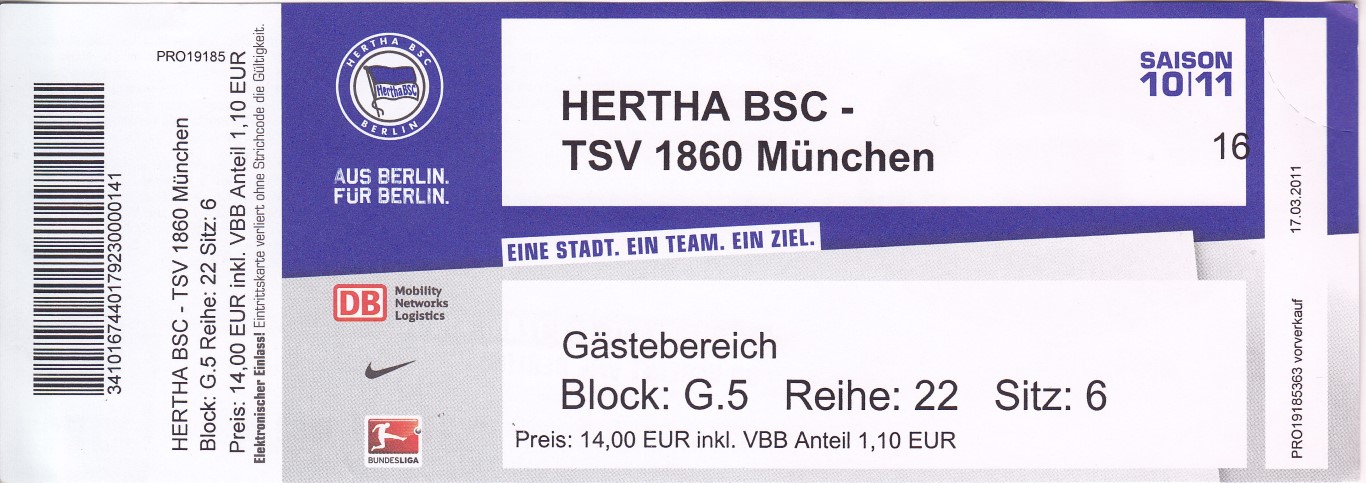 34101674401792300001​41
PRO19185
HERTHA BSC - TSV 1860 München
Block: G.5 Reihe: 22 Sitz: 6
Preis: 14,00 EUR inkl. VBB Anteil 1,10 EUR
Elektronischer Einlass! Eintrittskarte verliert ohne Strichcode die Gültigkeit.
HERTHA BSC
HerthaBSC
BERLIN
AUS BERLIN.
FÜR BERLIN.
DB Mobility
Networks
Logistics
BUNDESLIGA
SAISON
10|11
HERTHA BSC -
TSV 1860 München
16
EINE STADT. EIN TEAM. EIN ZIEL.
Gästebereich
Block: G.5 Reihe: 22 Sitz: 6
Preis: 14,00 EUR inkl. VBB Anteil 1,10 EUR
PRO19185363 vorverkauf 17.03.2011